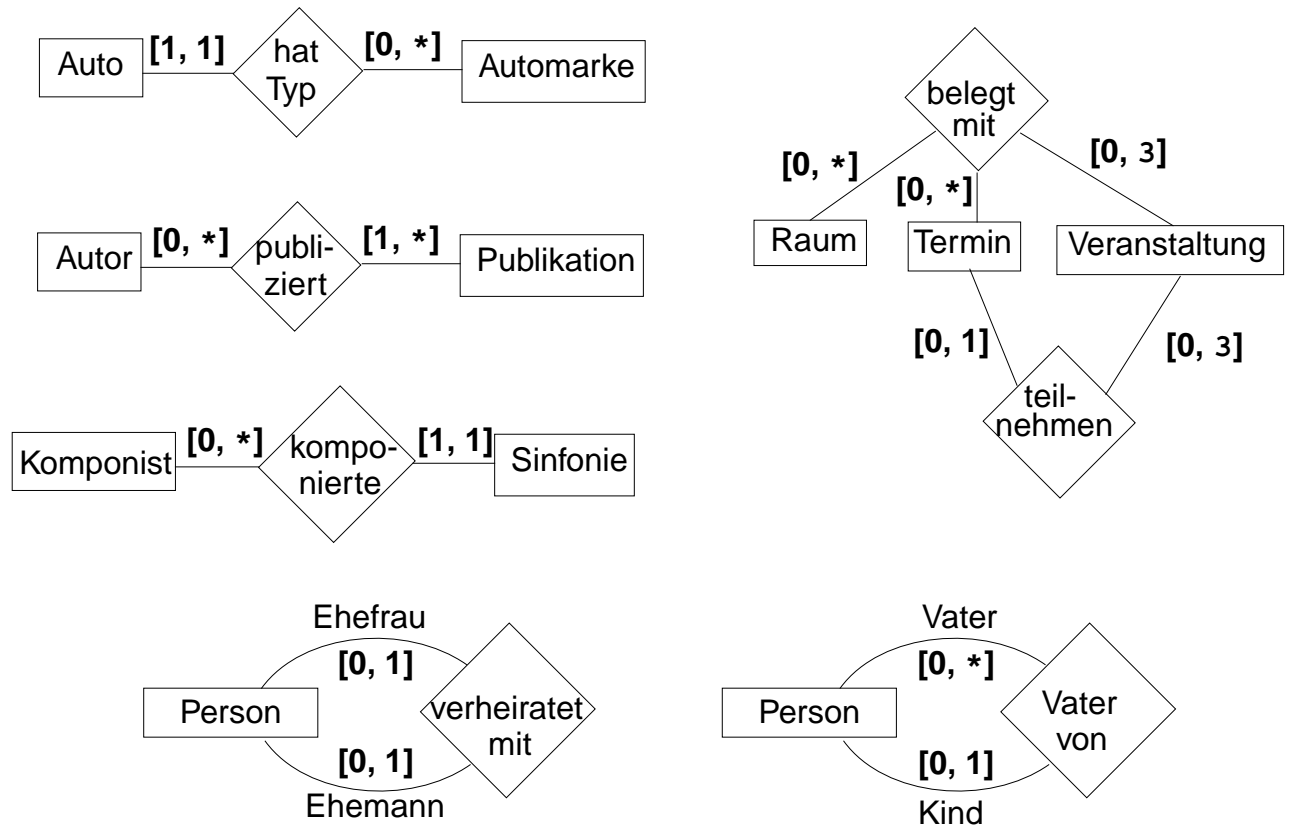 Auto
[1, 1]
hat
Typ
[0, *]
Automarke
Autor
[0, *]
publi-
ziert
[1, *]
Publikation
Komponist
[0, *]
kompo-
nierte
[1, 1]
Sinfonie
belegt
mit
[0, *]
[0, *]
[0, 3]
Raum
Termin
Veranstaltung
[0, 1]
[0, 3]
teil-
nehmen
Ehefrau
[0, 1]
Person
verheiratet
mit
[0, 1]
Ehemann
Vater
[0, *]
Person
Vater
von
[0, 1]
Kind